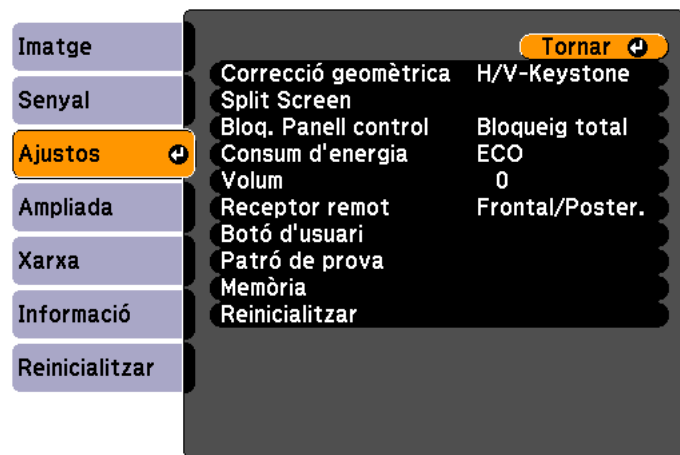 Imatge
Senyal
Ajustos
Ampliada
Xarxa
Informació
Reinicialitzar
Tornar
Correcció geomètrica H/V-Keystone
Split Screen
Bloq. Panell control Bloqueig total
Consum d'energia ECO
Volum 0
Receptor remot Frontal/Poster.
Botó d'usuari
Patró de prova
Memòria
Reinicialitzar